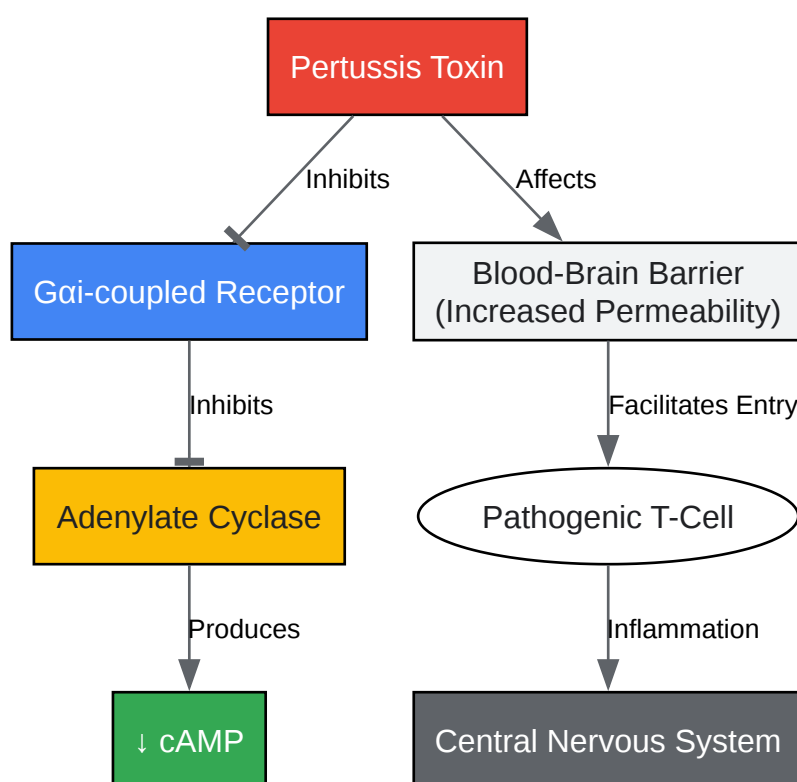 Pertussis Toxin
Inhibits
Affects
Gαi-coupled Receptor
Blood-Brain Barrier
(Increased Permeability)
Inhibits
Facilitates Entry
Adenylate Cyclase
Pathogenic T-Cell
Produces
Inflammation
↓ cAMP
Central Nervous System